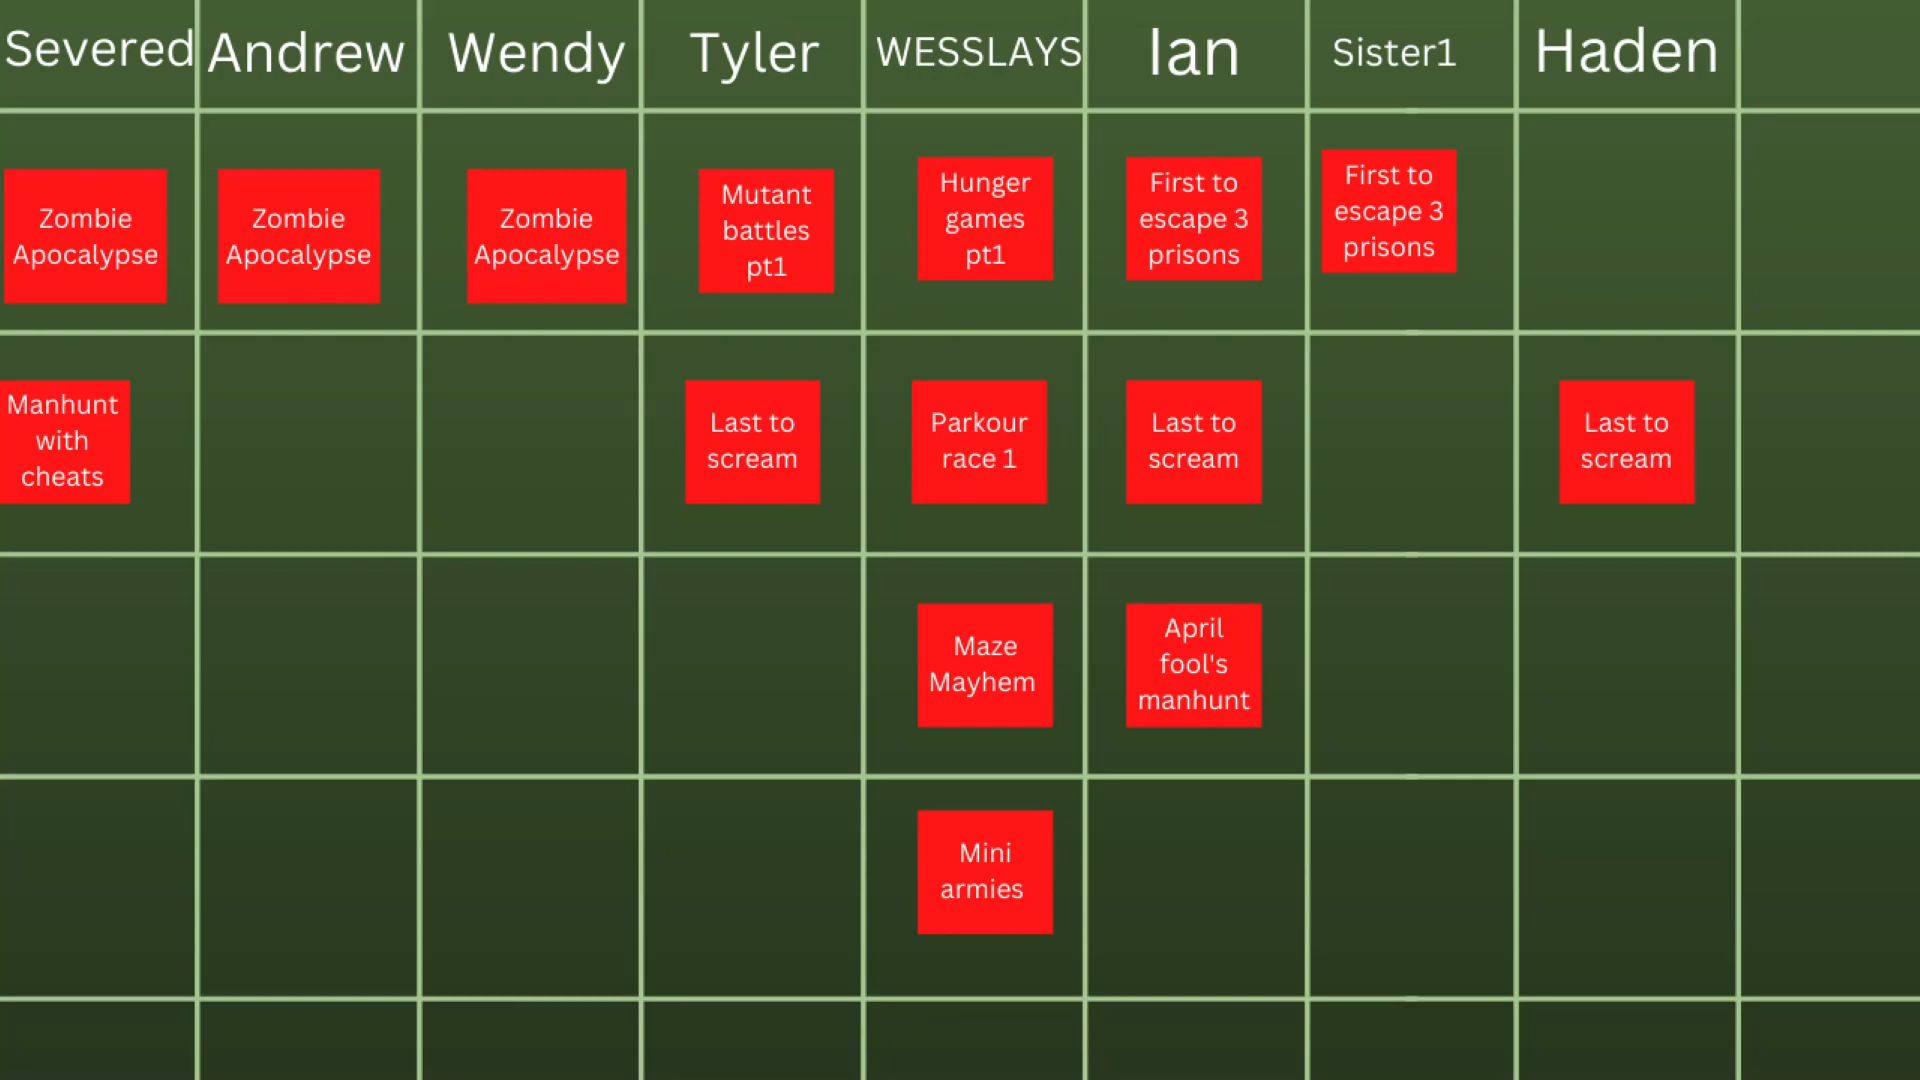 Severed Andrew Wendy Tyler WESSLAYS Ian Sister1 Haden
Zombie
Apocalypse
Zombie
Apocalypse
Zombie
Apocalypse
Mutant
battles
pt1
Hunger
games
pt1
First to
escape 3
prisons
First to
escape 3
prisons
Manhunt
with
cheats
Last to
scream
Parkour
race 1
Last to
scream
Last to
scream
Maze
Mayhem
April
fool's
manhunt
Mini
armies